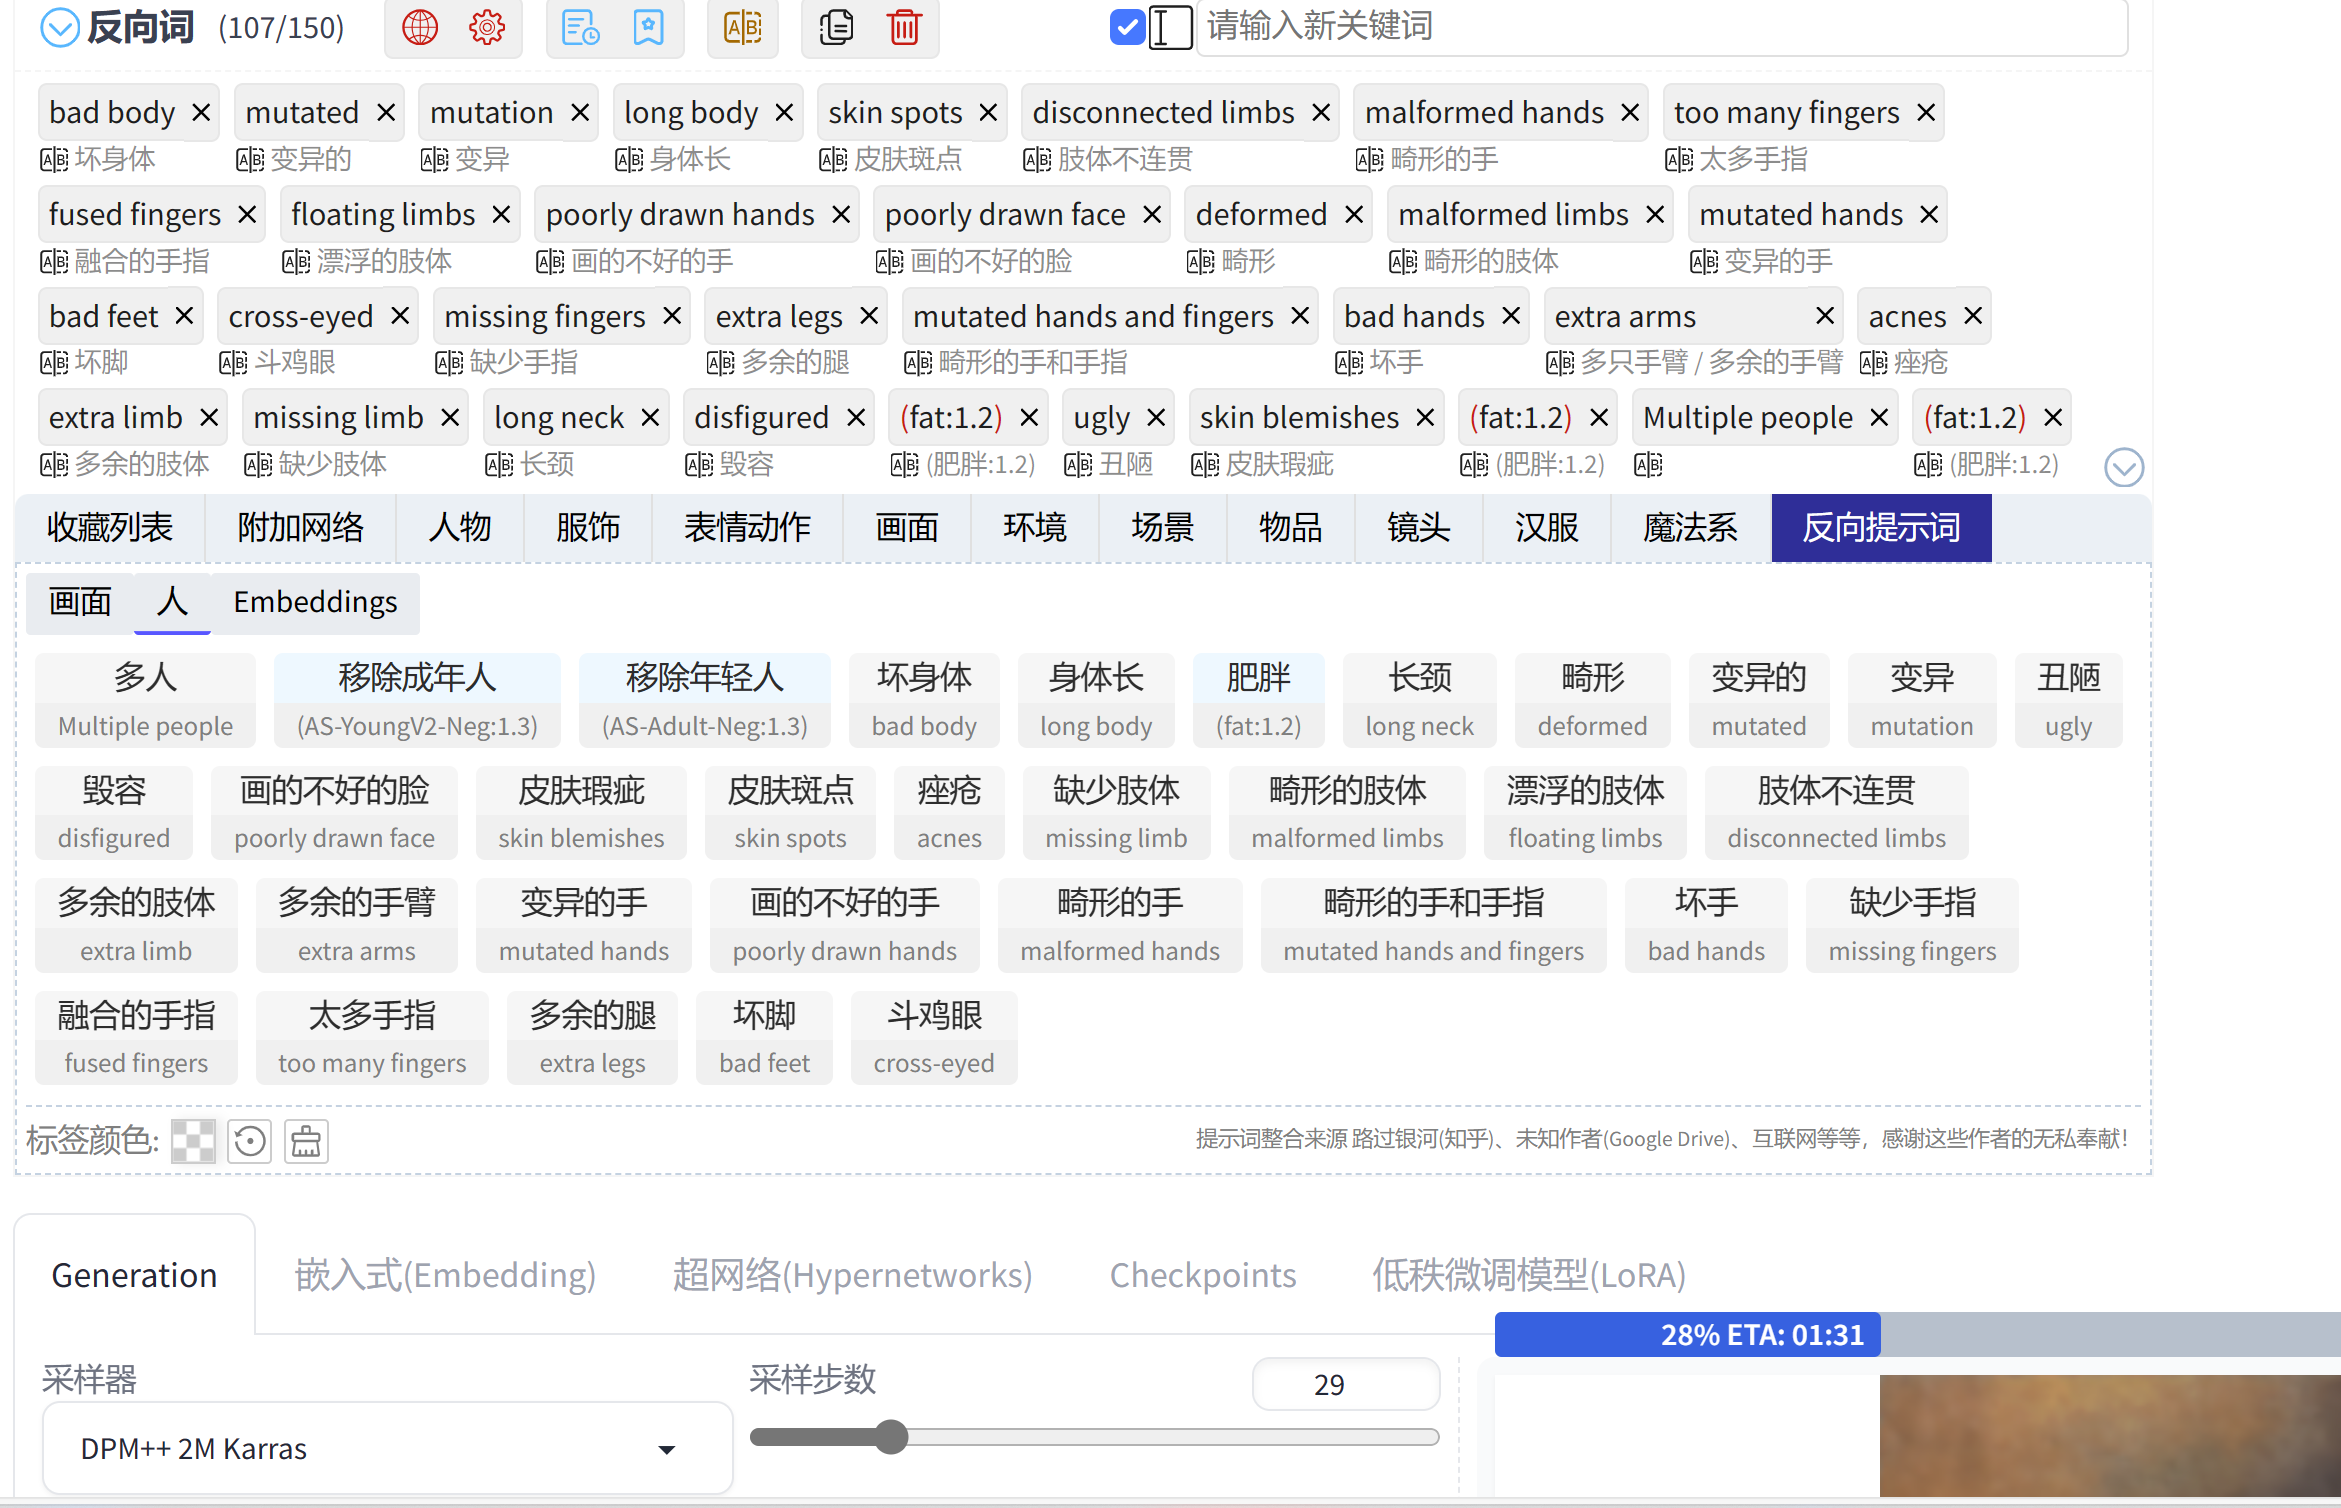 反向词 (107/150) 请输入新关键词
bad body mutated mutation long body skin spots disconnected limbs malformed hands too many fingers
坏身体 变异的 变异 身体长 皮肤斑点 肢体不连贯 畸形的手 太多手指
fused fingers floating limbs poorly drawn hands poorly drawn face deformed malformed limbs mutated hands
融合的手指 漂浮的肢体 画的不好的手 画的不好的脸 畸形 畸形的肢体 变异的手
bad feet cross-eyed missing fingers extra legs mutated hands and fingers bad hands extra arms acnes
坏脚 斗鸡眼 缺少手指 多余的腿 畸形的手和手指 坏手 多只手臂 / 多余的手臂 痤疮
extra limb missing limb long neck disfigured (fat:1.2) ugly skin blemishes (fat:1.2) Multiple people (fat:1.2)
多余的肢体 缺少肢体 长颈 毁容 (肥胖:1.2) 丑陋 皮肤瑕疵 (肥胖:1.2) (肥胖:1.2)
收藏列表 附加网络 人物 服饰 表情动作 画面 环境 场景 物品 镜头 汉服 魔法系 反向提示词
画面 人 Embeddings
多人 移除成年人 移除年轻人 坏身体 身体长 肥胖 长颈 畸形 变异的 变异 丑陋
Multiple people (AS-YoungV2-Neg:1.3) (AS-Adult-Neg:1.3) bad body long body (fat:1.2) long neck deformed mutated mutation ugly
毁容 画的不好的脸 皮肤瑕疵 皮肤斑点 痤疮 缺少肢体 畸形的肢体 漂浮的肢体 肢体不连贯
disfigured poorly drawn face skin blemishes skin spots acnes missing limb malformed limbs floating limbs disconnected limbs
多余的肢体 多余的手臂 变异的手 画的不好的手 畸形的手 畸形的手和手指 坏手 缺少手指
extra limb extra arms mutated hands poorly drawn hands malformed hands mutated hands and fingers bad hands missing fingers
融合的手指 太多手指 多余的腿 坏脚 斗鸡眼
fused fingers too many fingers extra legs bad feet cross-eyed
标签颜色: 提示词整合来源 路过银河(知乎)、未知作者(Google Drive)、互联网等等，感谢这些作者的无私奉献！
Generation 嵌入式(Embedding) 超网络(Hypernetworks) Checkpoints 低秩微调模型(LoRA)
28% ETA: 01:31
采样器 采样步数 29
DPM++ 2M Karras